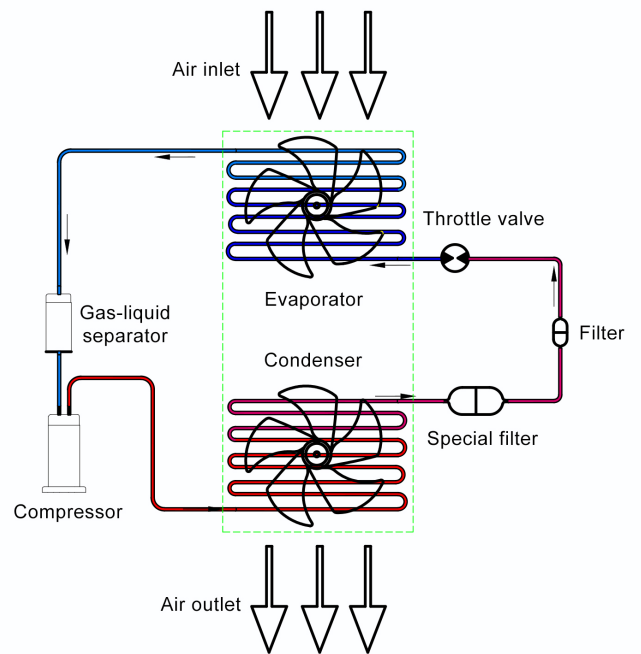 Air inlet
Throttle valve
Evaporator
Gas-liquid
separator
Filter
Condenser
Special filter
Compressor
Air outlet